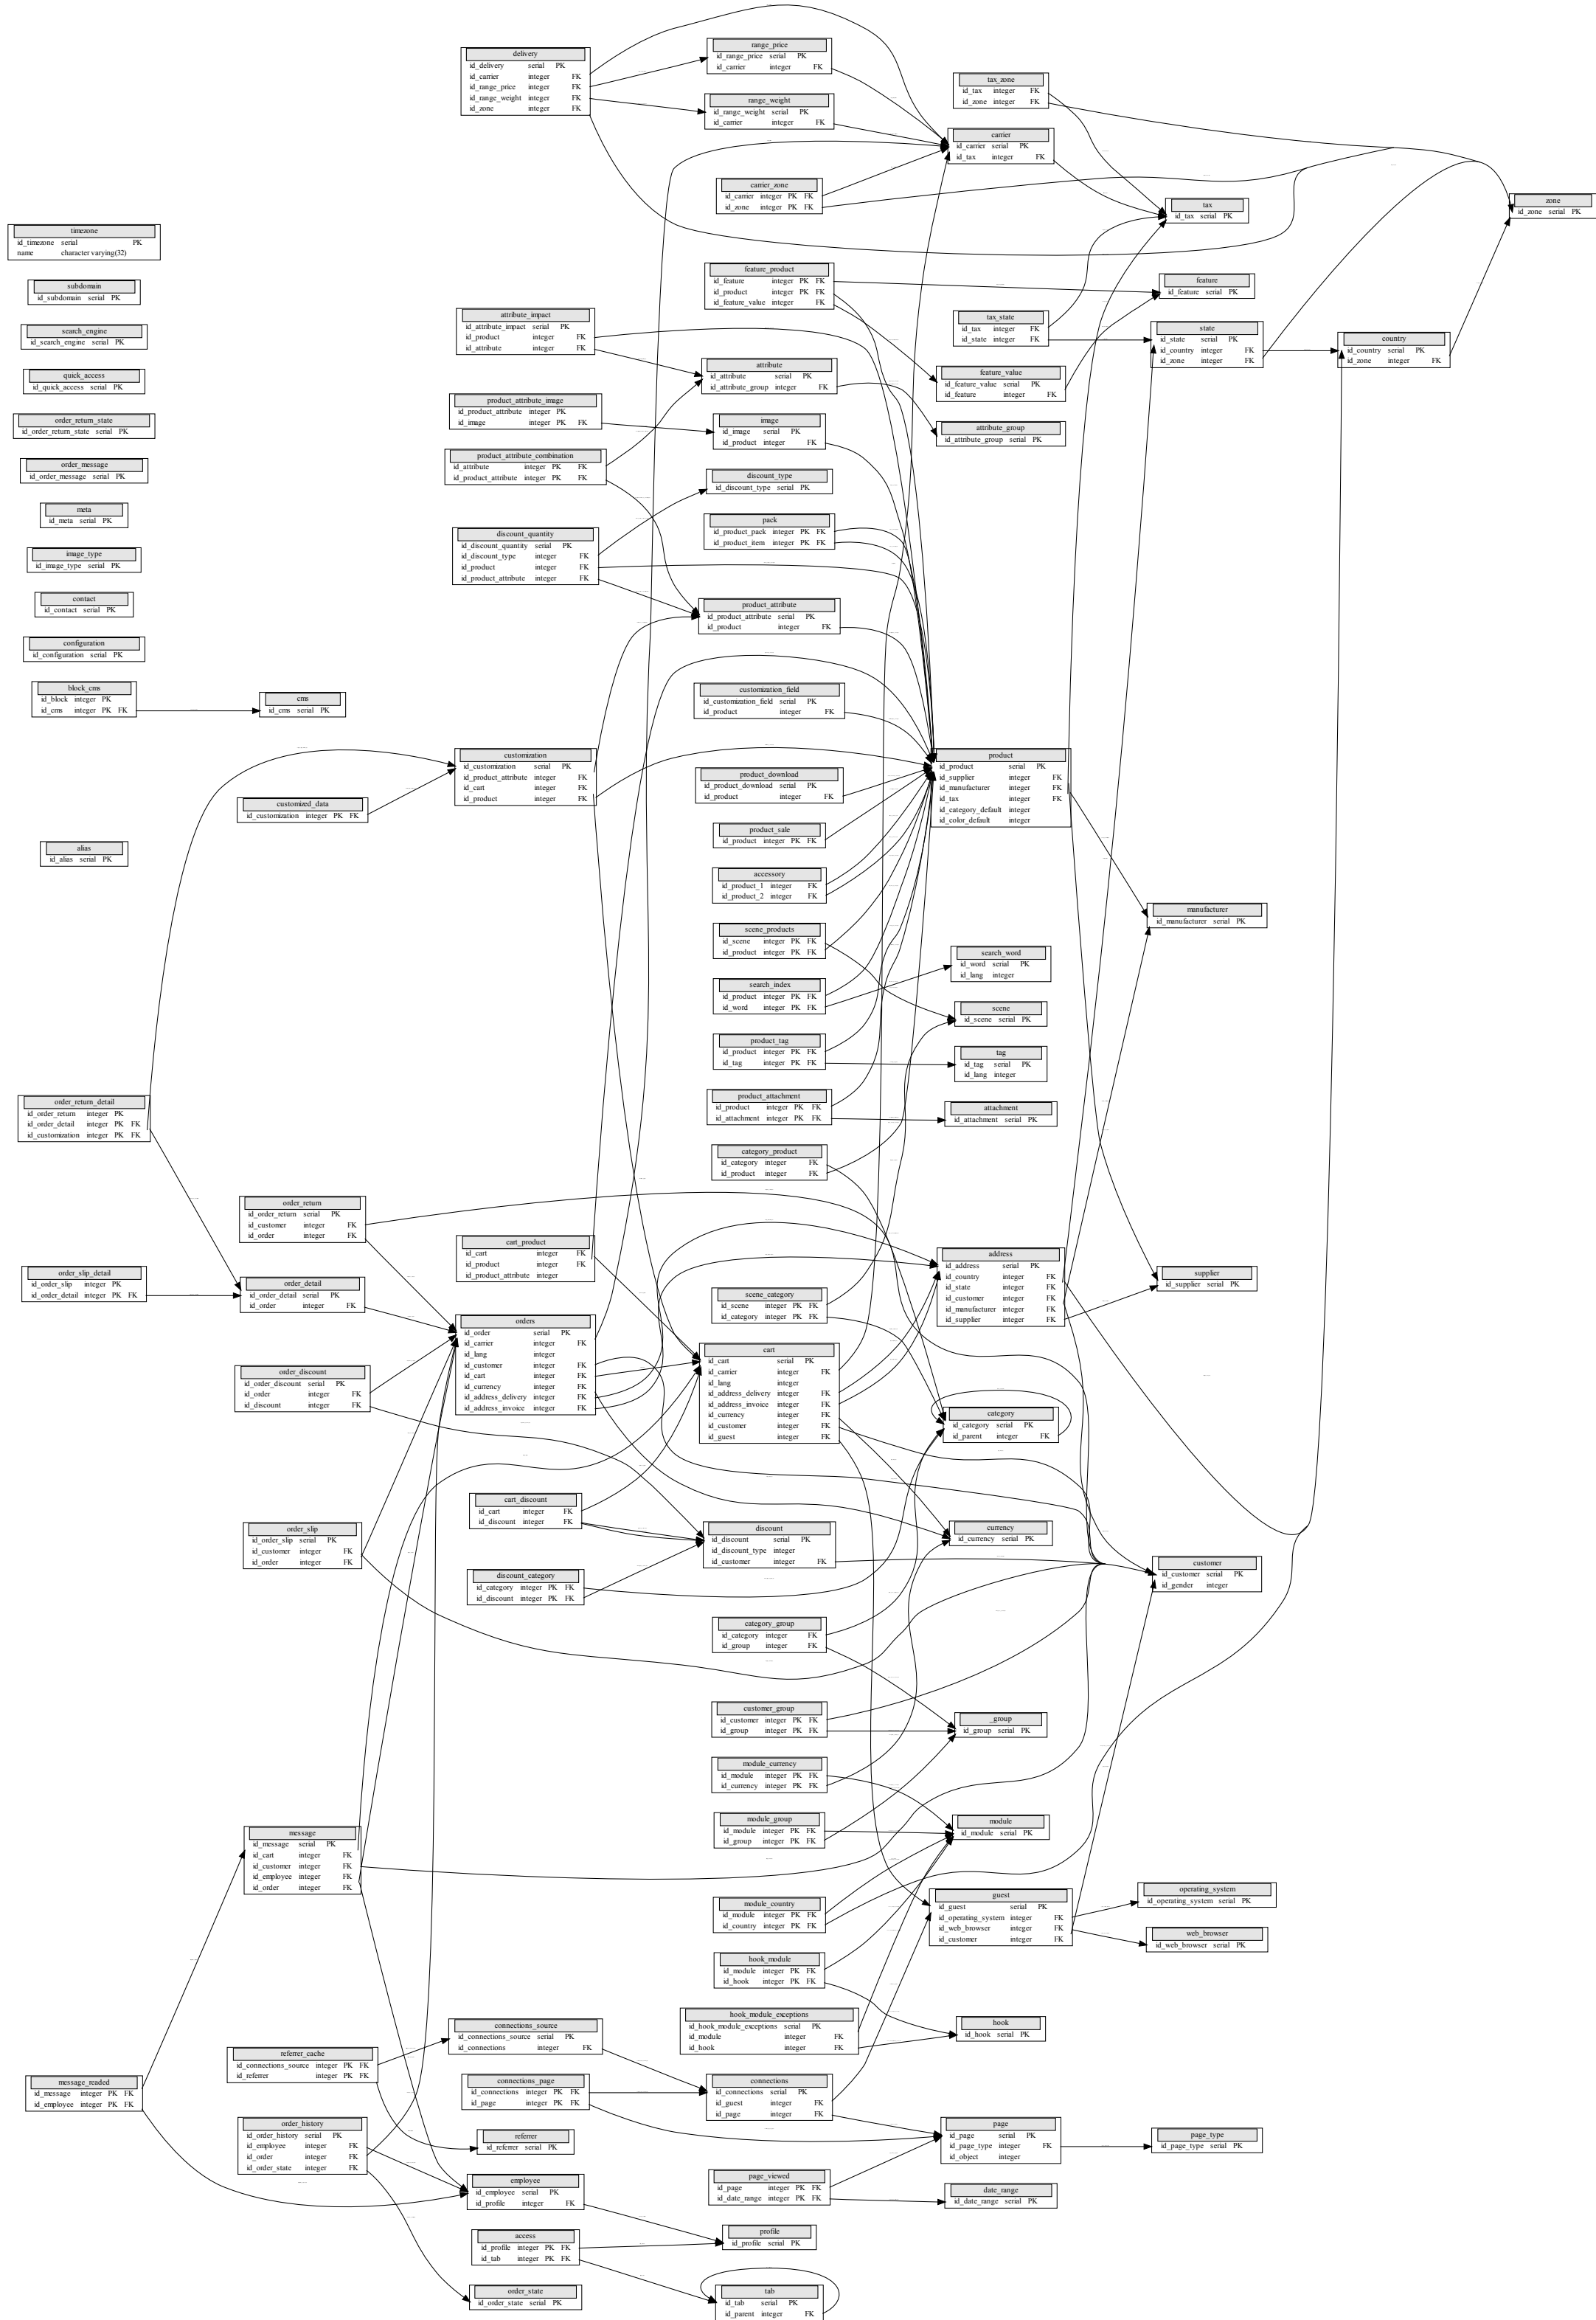 delivery
id_delivery serial PK
id_carrier integer FK
id_range_price integer FK
id_range_weight integer FK
id_zone integer FK
range_price
id_range_price serial PK
id_carrier integer FK
range_weight
id_range_weight serial PK
id_carrier integer FK
tax_zone
id_tax integer FK
id_zone integer FK
carrier
id_carrier serial PK
id_tax integer FK
carrier_zone
id_carrier integer PK FK
id_zone integer PK FK
tax
id_tax serial PK
zone
id_zone serial PK
timezone
id_timezone serial PK
name character varying(32)
subdomain
id_subdomain serial PK
search_engine
id_search_engine serial PK
quick_access
id_quick_access serial PK
order_return_state
id_order_return_state serial PK
order_message
id_order_message serial PK
meta
id_meta serial PK
image_type
id_image_type serial PK
contact
id_contact serial PK
configuration
id_configuration serial PK
block_cms
id_block integer PK
id_cms integer PK FK
cms
id_cms serial PK
alias
id_alias serial PK
feature_product
id_feature integer PK FK
id_product integer PK FK
id_feature_value integer FK
feature
id_feature serial PK
attribute_impact
id_attribute_impact serial PK
id_product integer FK
id_attribute integer FK
tax_state
id_tax integer FK
id_state integer FK
state
id_state serial PK
id_country integer FK
id_zone integer FK
country
id_country serial PK
id_zone integer FK
attribute
id_attribute serial PK
id_attribute_group integer FK
feature_value
id_feature_value serial PK
id_feature integer FK
product_attribute_image
id_product_attribute integer PK
id_image integer PK FK
image
id_image serial PK
id_product integer FK
attribute_group
id_attribute_group serial PK
product_attribute_combination
id_attribute integer PK FK
id_product_attribute integer PK FK
discount_type
id_discount_type serial PK
pack
id_product_pack integer PK FK
id_product_item integer PK FK
discount_quantity
id_discount_quantity serial PK
id_discount_type integer FK
id_product integer FK
id_product_attribute integer FK
product_attribute
id_product_attribute serial PK
id_product integer FK
customization_field
id_customization_field serial PK
id_product integer FK
customization
id_customization serial PK
id_product_attribute integer FK
id_cart integer FK
id_product integer FK
customized_data
id_customization integer PK FK
product
id_product serial PK
id_supplier integer FK
id_manufacturer integer FK
id_tax integer FK
id_category_default integer
id_color_default integer
product_download
id_product_download serial PK
id_product integer FK
product_sale
id_product integer PK FK
accessory
id_product_1 integer FK
id_product_2 integer FK
manufacturer
id_manufacturer serial PK
scene_products
id_scene integer PK FK
id_product integer PK FK
search_word
id_word serial PK
id_lang integer
search_index
id_product integer PK FK
id_word integer PK FK
scene
id_scene serial PK
product_tag
id_product integer PK FK
id_tag integer PK FK
tag
id_tag serial PK
id_lang integer
product_attachment
id_product integer PK FK
id_attachment integer PK FK
attachment
id_attachment serial PK
order_return_detail
id_order_return integer PK
id_order_detail integer PK FK
id_customization integer PK FK
category_product
id_category integer FK
id_product integer FK
order_return
id_order_return serial PK
id_customer integer FK
id_order integer FK
cart_product
id_cart integer FK
id_product integer FK
id_product_attribute integer
address
id_address serial PK
id_country integer FK
id_state integer FK
id_customer integer FK
id_manufacturer integer FK
id_supplier integer FK
supplier
id_supplier serial PK
order_slip_detail
id_order_slip integer PK
id_order_detail integer PK FK
order_detail
id_order_detail serial PK
id_order integer FK
scene_category
id_scene integer PK FK
id_category integer PK FK
orders
id_order serial PK
id_carrier integer FK
id_lang integer
id_customer integer FK
id_cart integer FK
id_currency integer FK
id_address_delivery integer FK
id_address_invoice integer FK
cart
id_cart serial PK
id_carrier integer FK
id_lang integer
id_address_delivery integer FK
id_address_invoice integer FK
id_currency integer FK
id_customer integer FK
id_guest integer FK
order_discount
id_order_discount serial PK
id_order integer FK
id_discount integer FK
category
id_category serial PK
id_parent integer FK
cart_discount
id_cart integer FK
id_discount integer FK
order_slip
id_order_slip serial PK
id_customer integer FK
id_order integer FK
discount
id_discount serial PK
id_discount_type integer
id_customer integer FK
currency
id_currency serial PK
discount_category
id_category integer PK FK
id_discount integer PK FK
customer
id_customer serial PK
id_gender integer
category_group
id_category integer FK
id_group integer FK
customer_group
id_customer integer PK FK
id_group integer PK FK
_group
id_group serial PK
module_currency
id_module integer PK FK
id_currency integer PK FK
module_group
id_module integer PK FK
id_group integer PK FK
module
id_module serial PK
message
id_message serial PK
id_cart integer FK
id_customer integer FK
id_employee integer FK
id_order integer FK
module_country
id_module integer PK FK
id_country integer PK FK
guest
id_guest serial PK
id_operating_system integer FK
id_web_browser integer FK
id_customer integer FK
operating_system
id_operating_system serial PK
web_browser
id_web_browser serial PK
hook_module
id_module integer PK FK
id_hook integer PK FK
hook_module_exceptions
id_hook_module_exceptions serial PK
id_module integer FK
id_hook integer FK
hook
id_hook serial PK
connections_source
id_connections_source serial PK
id_connections integer FK
referrer_cache
id_connections_source integer PK FK
id_referrer integer PK FK
message_readed
id_message integer PK FK
id_employee integer PK FK
connections_page
id_connections integer PK FK
id_page integer PK FK
connections
id_connections serial PK
id_guest integer FK
id_page integer FK
order_history
id_order_history serial PK
id_employee integer FK
id_order integer FK
id_order_state integer FK
referrer
id_referrer serial PK
page
id_page serial PK
id_page_type integer FK
id_object integer
page_type
id_page_type serial PK
employee
id_employee serial PK
id_profile integer FK
page_viewed
id_page integer PK FK
id_date_range integer PK FK
date_range
id_date_range serial PK
access
id_profile integer PK FK
id_tab integer PK FK
profile
id_profile serial PK
order_state
id_order_state serial PK
tab
id_tab serial PK
id_parent integer FK